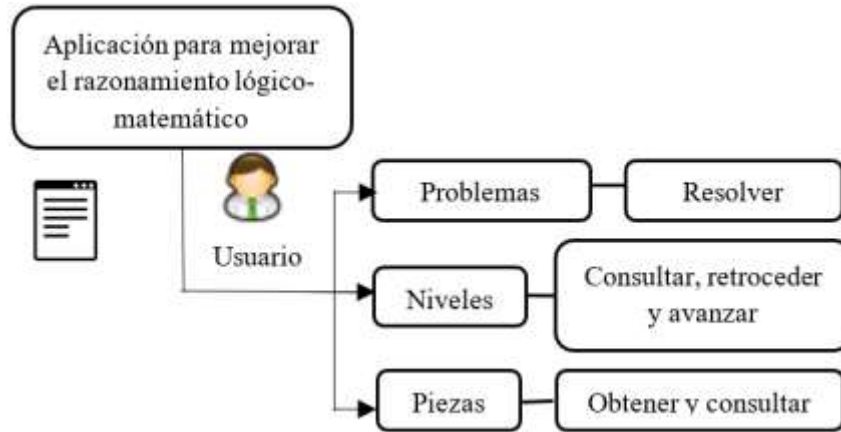 Aplicación para mejorar
el razonamiento lógico-
matemático
Usuario
Problemas
Resolver
Niveles
Consultar, retroceder
y avanzar
Piezas
Obtener y consultar